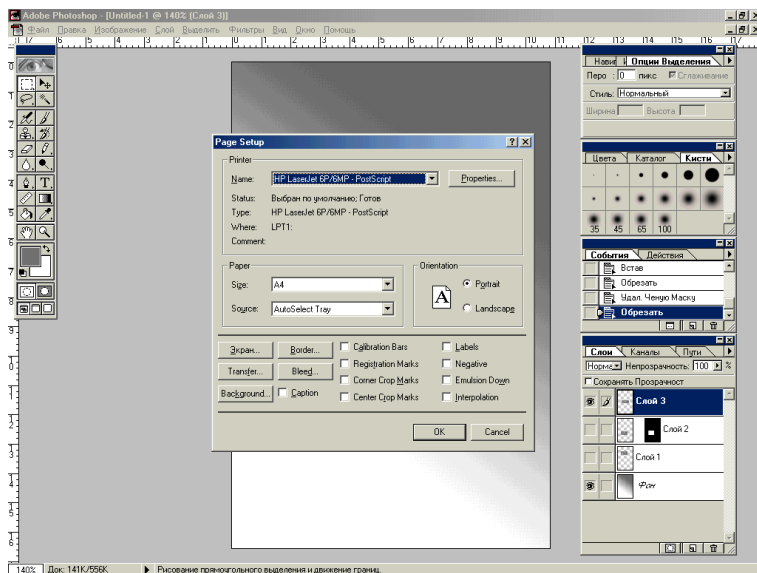 Adobe Photoshop - [Untitled-1 @ 140% (Слой 3)]
Файл Правка Изображение Слой Выделить Фильтры Вид Окно Помощь
Нави
Опции Выделения
Перо : 0 пикс Сглаживание
Стиль: Нормальный
Ширина Высота
Цвета Каталог Кисти
35 45 65 100
События Действия
Встав
Обрезать
Удал. Ченую Маску
Обрезать
Слои Каналы Пути
Нормс Непрозрачность: 100 %
Сохранять Прозрачност
Слой 3
Слой 2
Слой 1
Фон
Page Setup
Printer
Name: HP LaserJet 6P/6MP - PostScript Properties...
Status: Выбран по умолчанию; Готов
Type: HP LaserJet 6P/6MP - PostScript
Where: LPT1:
Comment:
Paper
Size: A4
Source: AutoSelect Tray
Orientation
A
Portrait
Landscape
Экран... Border... Calibration Bars Labels
Transfer... Bleed... Registration Marks Negative
Corner Crop Marks Emulsion Down
Background... Caption Center Crop Marks Interpolation
OK Cancel
140% Док: 141K/556K Рисование прямоугольного выделения и движение границ.